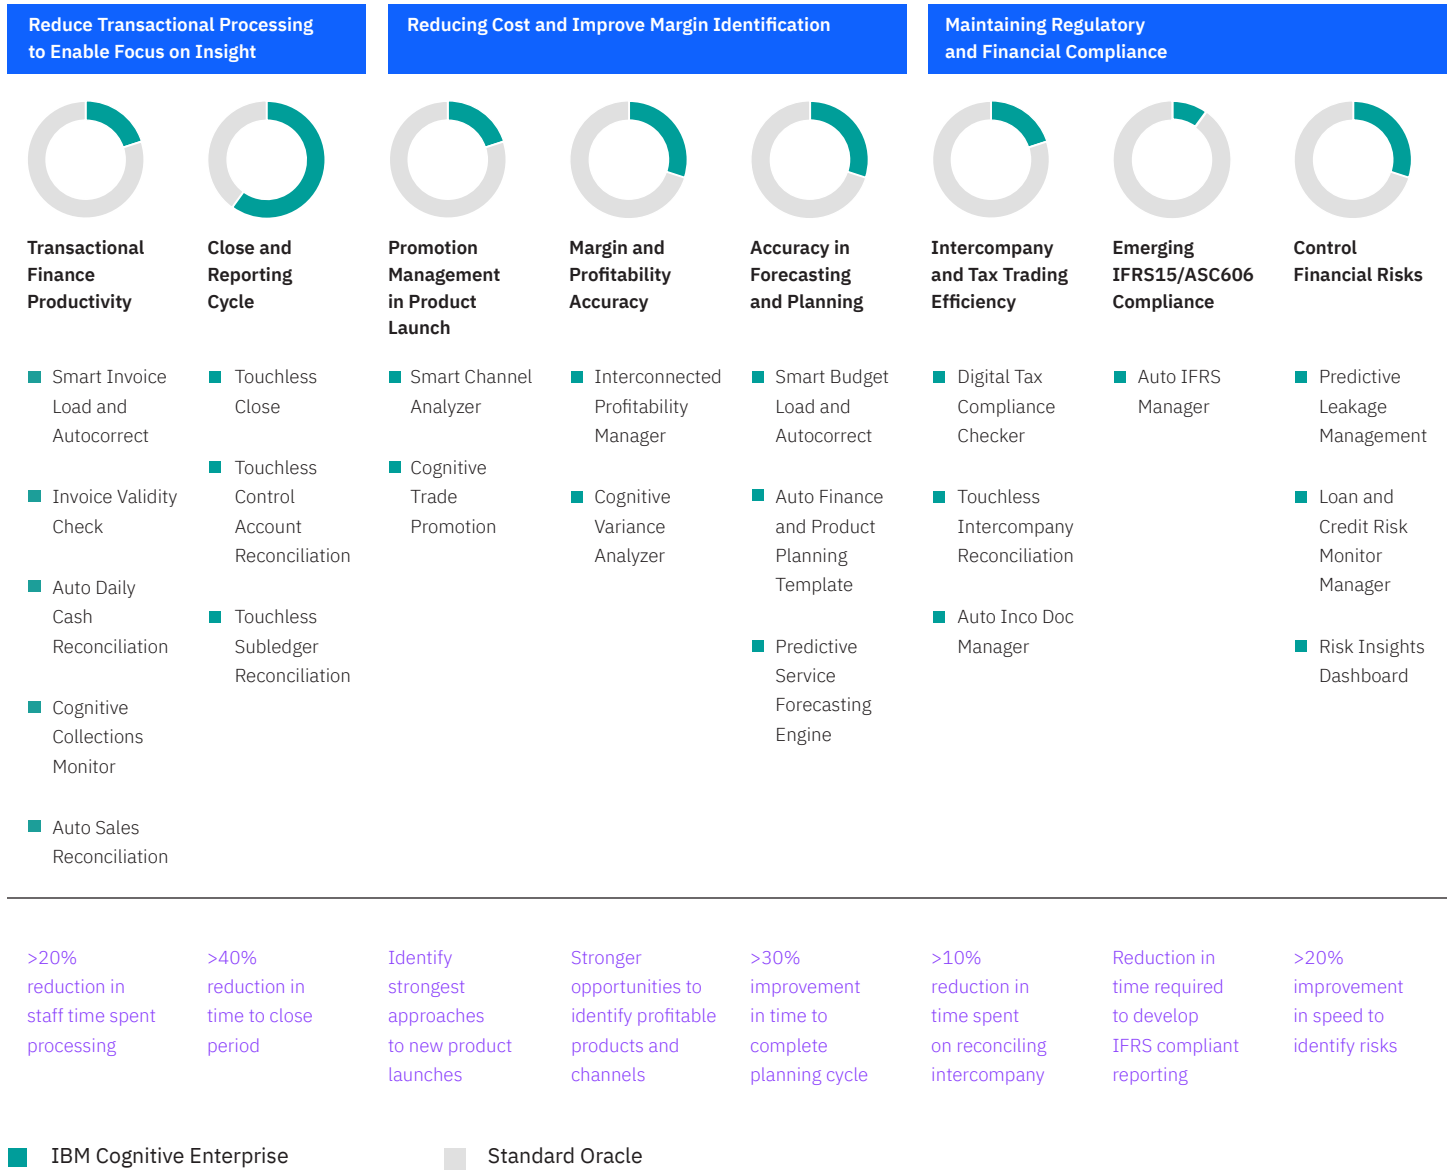 Reduce Transactional Processing
to Enable Focus on Insight
Reducing Cost and Improve Margin Identification
Maintaining Regulatory
and Financial Compliance
Transactional
Finance
Productivity
Close and
Reporting
Cycle
Promotion
Management
in Product
Launch
Margin and
Profitability
Accuracy
Accuracy in
Forecasting
and Planning
Intercompany
and Tax Trading
Efficiency
Emerging
IFRS15/ASC606
Compliance
Control
Financial Risks
Smart Invoice
Load and
Autocorrect
Invoice Validity
Check
Auto Daily
Cash
Reconciliation
Cognitive
Collections
Monitor
Auto Sales
Reconciliation
Touchless
Close
Touchless
Control
Account
Reconciliation
Touchless
Subledger
Reconciliation
Smart Channel
Analyzer
Cognitive
Trade
Promotion
Interconnected
Profitability
Manager
Cognitive
Variance
Analyzer
Smart Budget
Load and
Autocorrect
Auto Finance
and Product
Planning
Template
Predictive
Service
Forecasting
Engine
Digital Tax
Compliance
Checker
Touchless
Intercompany
Reconciliation
Auto Inco Doc
Manager
Auto IFRS
Manager
Predictive
Leakage
Management
Loan and
Credit Risk
Monitor
Manager
Risk Insights
Dashboard
>20%
reduction in
staff time spent
processing
>40%
reduction in
time to close
period
Identify
strongest
approaches
to new product
launches
Stronger
opportunities to
identify profitable
products and
channels
>30%
improvement
in time to
complete
planning cycle
>10%
reduction in
time spent
on reconciling
intercompany
Reduction in
time required
to develop
IFRS compliant
reporting
>20%
improvement
in speed to
identify risks
IBM Cognitive Enterprise
Standard Oracle